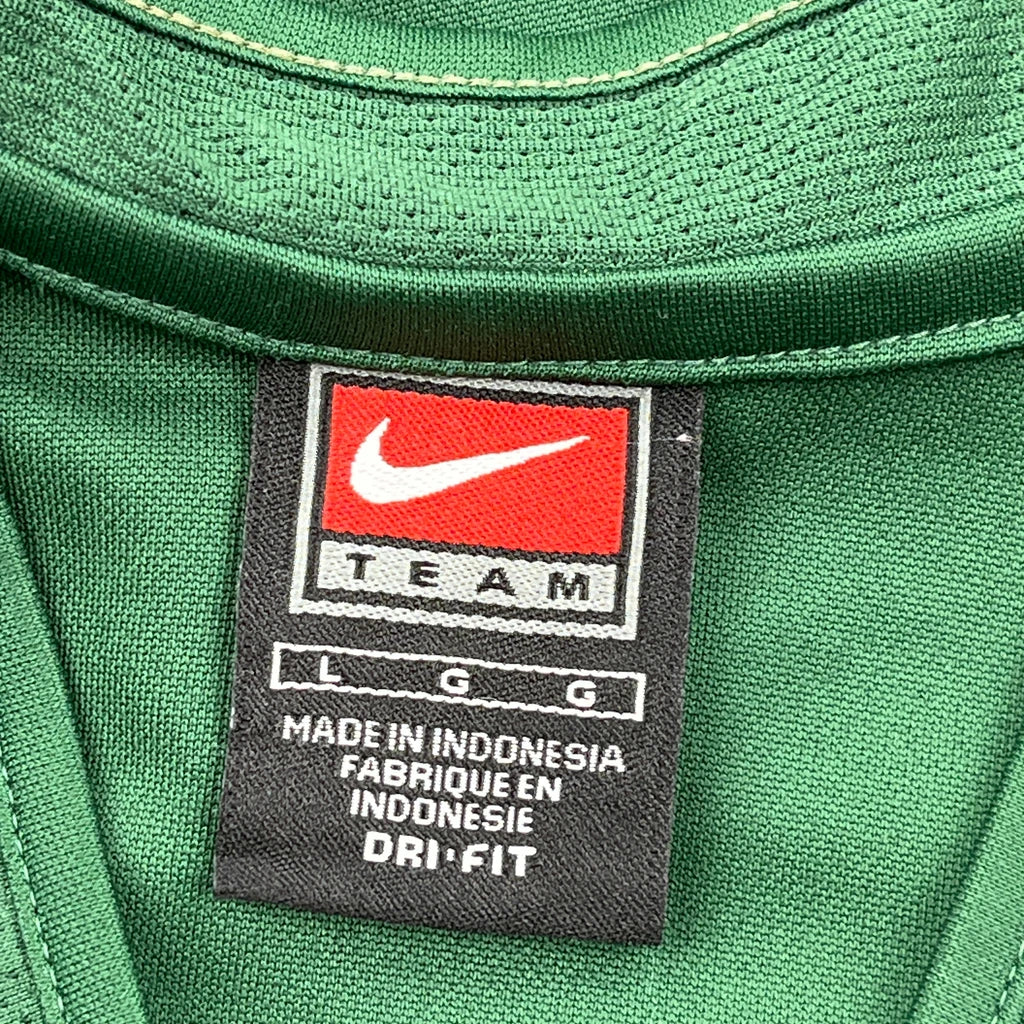 TEAM
L G G
MADE IN INDONESIA
FABRIQUE EN
INDONESIE
DRI•FIT